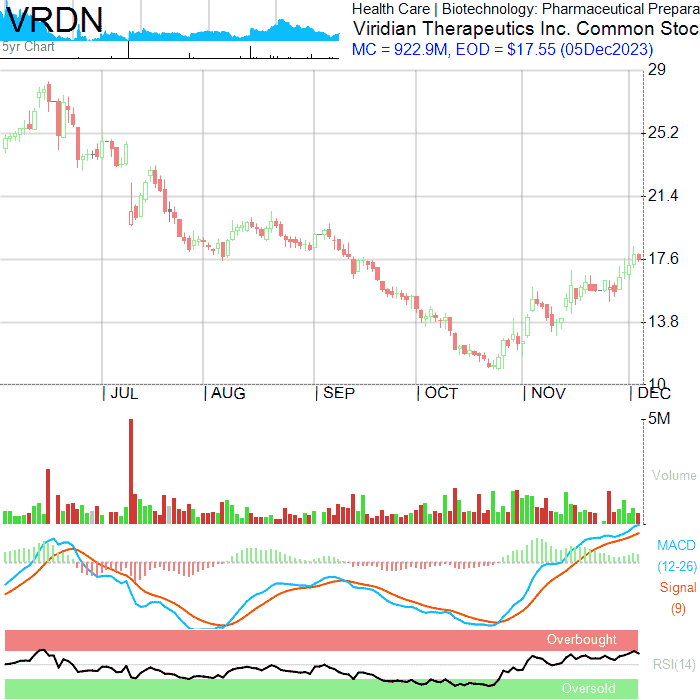 VRDN
5yr Chart
Health Care | Biotechnology: Pharmaceutical Prepara
Viridian Therapeutics Inc. Common Stoc
MC = 922.9M, EOD = $17.55 (05Dec2023)
29
25.2
21.4
17.6
13.8
10
| JUL | AUG | SEP | OCT | NOV | DEC
5M
Volume
MACD
(12-26)
Signal
(9)
Overbought
RSI(14)
Oversold